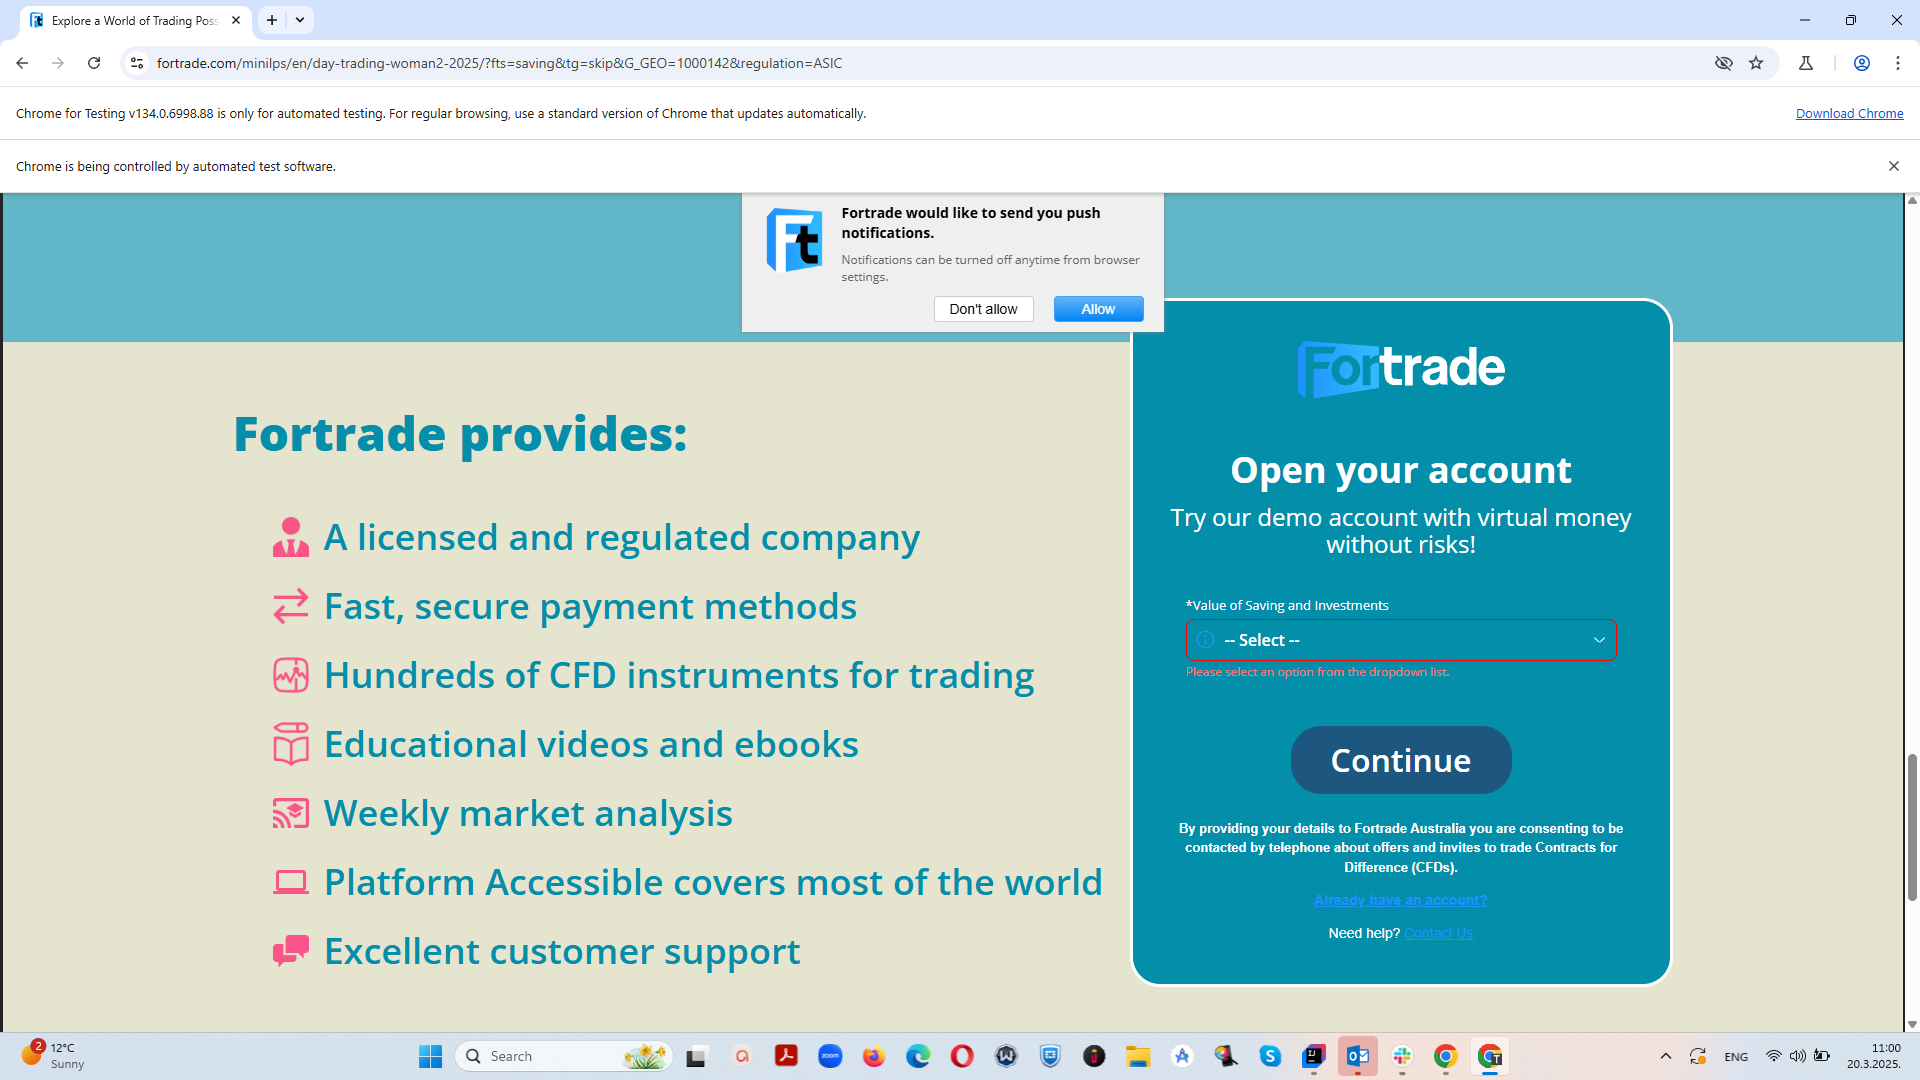 Explore a World of Trading Poss
fortrade.com/minilps/en/day-trading-woman2-2025/?fts=saving&tg=skip&G_GEO=1000142&regulation=ASIC
Chrome for Testing v134.0.6998.88 is only for automated testing. For regular browsing, use a standard version of Chrome that updates automatically.
Download Chrome
Chrome is being controlled by automated test software.
Ft
Fortrade would like to send you push
notifications.
Notifications can be turned off anytime from browser
settings.
Don't allow
Allow
Fortrade provides:
A licensed and regulated company
Fast, secure payment methods
Hundreds of CFD instruments for trading
Educational videos and ebooks
Weekly market analysis
Platform Accessible covers most of the world
Excellent customer support
Fortrade
Open your account
Try our demo account with virtual money
without risks!
*Value of Saving and Investments
-- Select --
Please select an option from the dropdown list.
Continue
By providing your details to Fortrade Australia you are consenting to be
contacted by telephone about offers and invites to trade Contracts for
Difference (CFDs).
Already have an account?
Need help? Contact Us
2
12°C
Sunny
Search
zoom
ENG
11:00
20.3.2025.